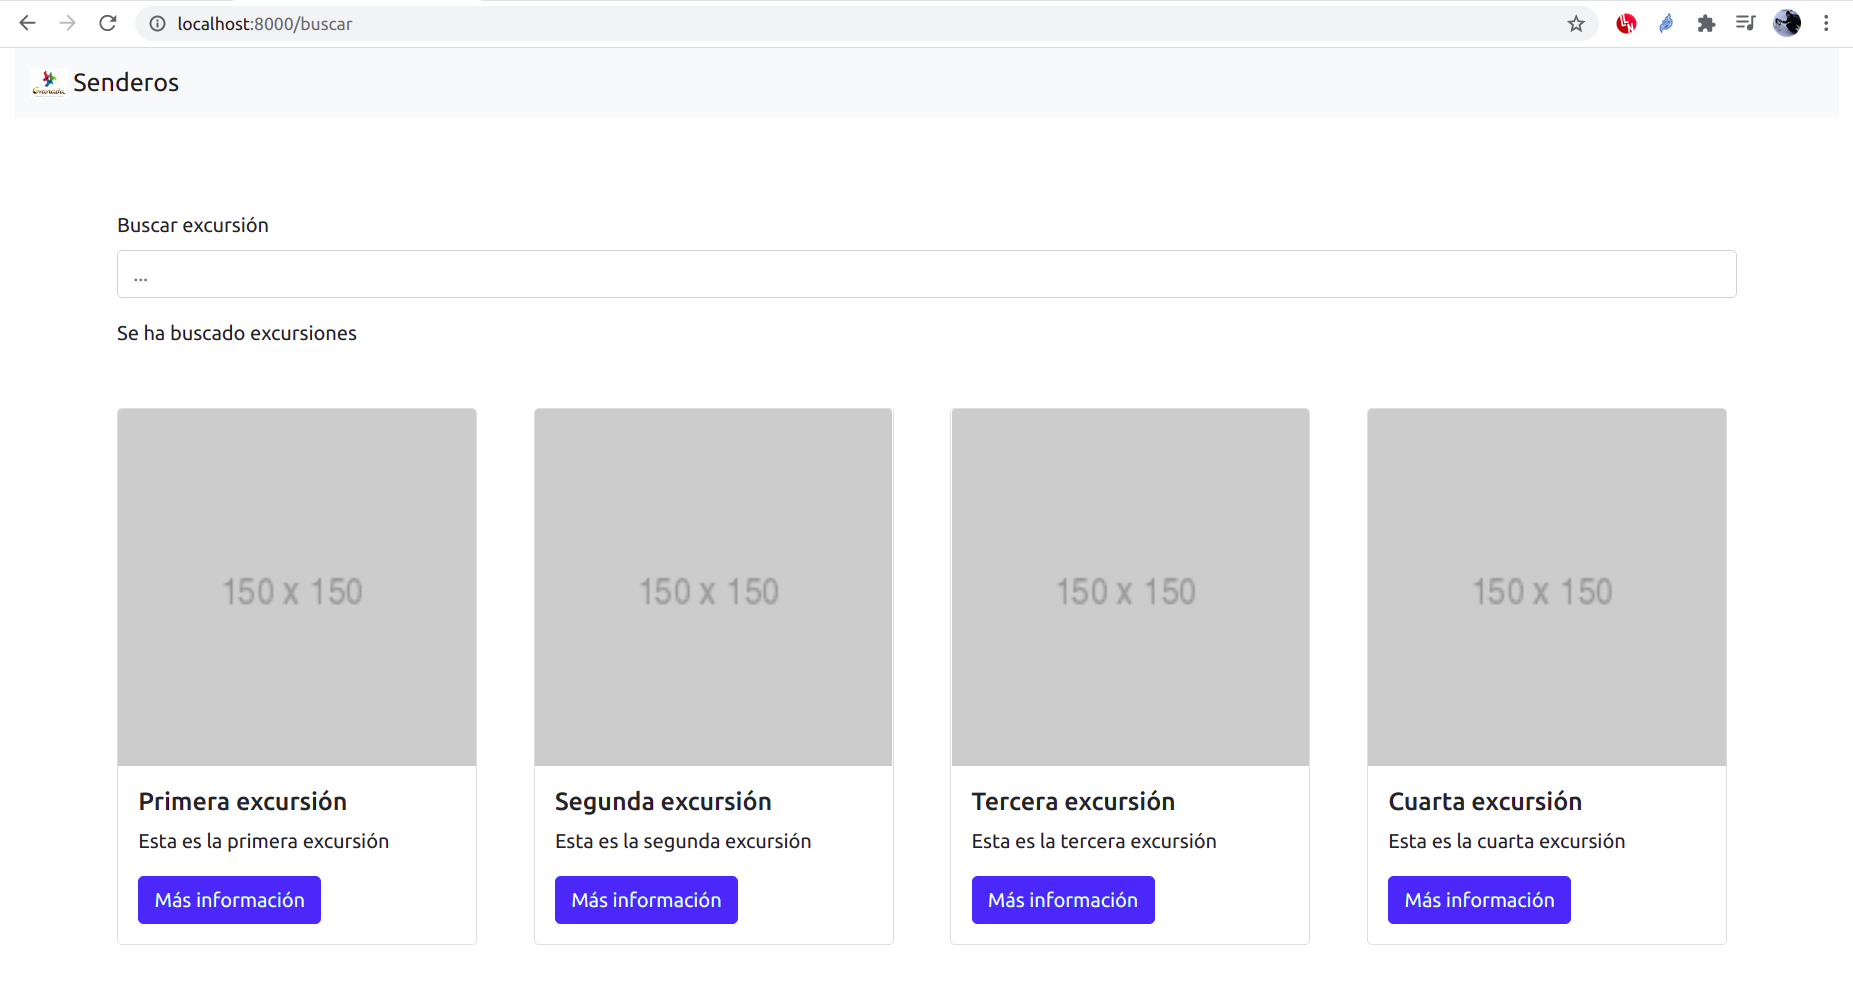 localhost:8000/buscar
Granada Senderos
Buscar excursión
...
Se ha buscado excursiones
150 x 150
150 x 150
150 x 150
150 x 150
Primera excursión
Esta es la primera excursión
Más información
Segunda excursión
Esta es la segunda excursión
Más información
Tercera excursión
Esta es la tercera excursión
Más información
Cuarta excursión
Esta es la cuarta excursión
Más información